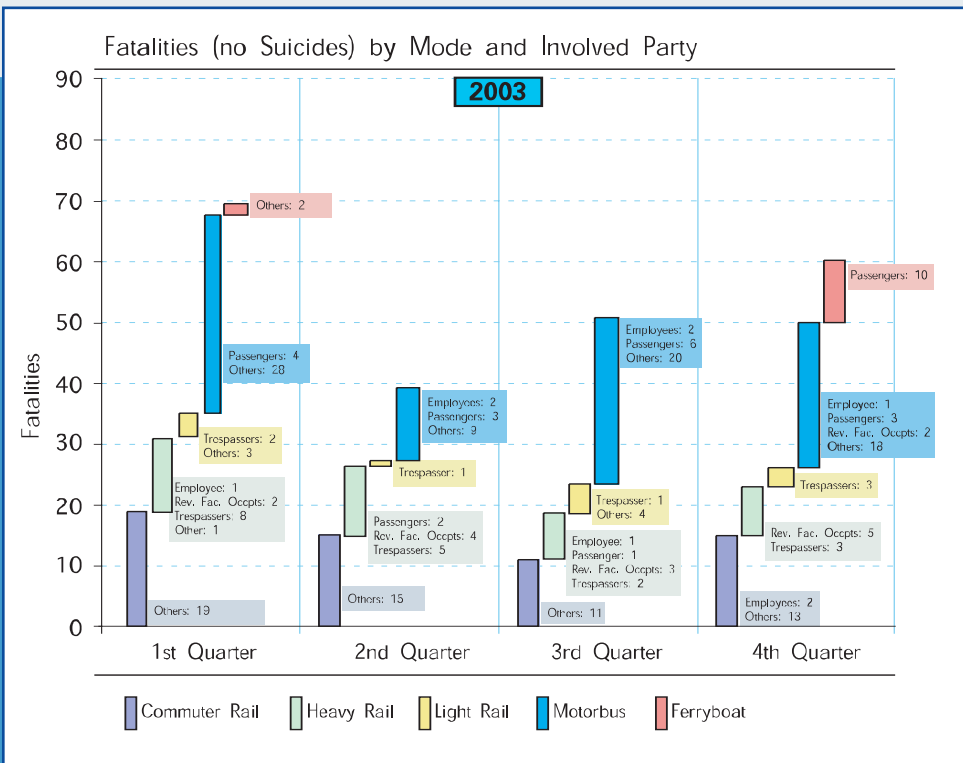 Fatalities (no Suicides) by Mode and Involved Party
2003
Fatalities
90
80
70
60
50
40
30
20
10
0
Others: 2
Passengers: 4
Others: 28
Trespassers: 2
Others: 3
Employee: 1
Rev. Fac. Occpts: 2
Trespassers: 8
Other: 1
Others: 19
Employees: 2
Passengers: 3
Others: 9
Trespasser: 1
Passengers: 2
Rev. Fac. Occpts: 4
Trespassers: 5
Others: 15
Employees: 2
Passengers: 6
Others: 20
Trespasser: 1
Others: 4
Employee: 1
Passenger: 1
Rev. Fac. Occpts: 3
Trespassers: 2
Others: 11
Passengers: 10
Employee: 1
Passengers: 3
Rev. Fac. Occpts: 2
Others: 18
Trespassers: 3
Rev. Fac. Occpts: 5
Trespassers: 3
Employees: 2
Others: 13
1st Quarter 2nd Quarter 3rd Quarter 4th Quarter
Commuter Rail Heavy Rail Light Rail Motorbus Ferryboat